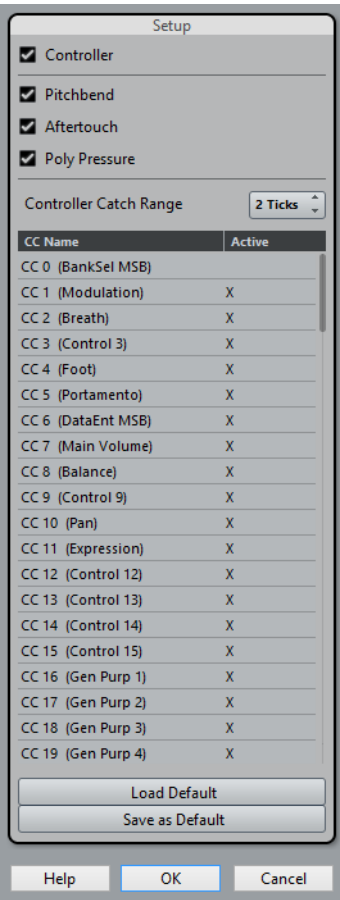 Setup
Controller
Pitchbend
Aftertouch
Poly Pressure
Controller Catch Range 2 Ticks
CC Name Active
CC 0 (BankSel MSB)
CC 1 (Modulation) X
CC 2 (Breath) X
CC 3 (Control 3) X
CC 4 (Foot) X
CC 5 (Portamento) X
CC 6 (DataEnt MSB) X
CC 7 (Main Volume) X
CC 8 (Balance) X
CC 9 (Control 9) X
CC 10 (Pan) X
CC 11 (Expression) X
CC 12 (Control 12) X
CC 13 (Control 13) X
CC 14 (Control 14) X
CC 15 (Control 15) X
CC 16 (Gen Purp 1) X
CC 17 (Gen Purp 2) X
CC 18 (Gen Purp 3) X
CC 19 (Gen Purp 4) X
Load Default
Save as Default
Help OK Cancel